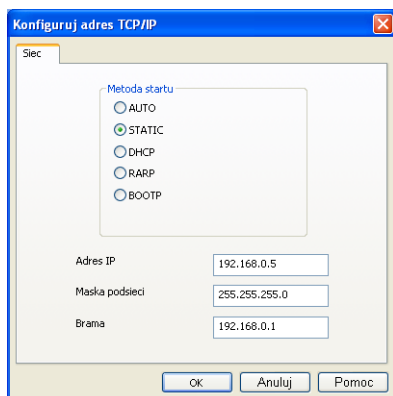 Konfiguruj adres TCP/IP
Siec
Metoda startu
AUTO
STATIC
DHCP
RARP
BOOTP
Adres IP 192.168.0.5
Maska podsieci 255.255.255.0
Brama 192.168.0.1
OK Anuluj Pomoc